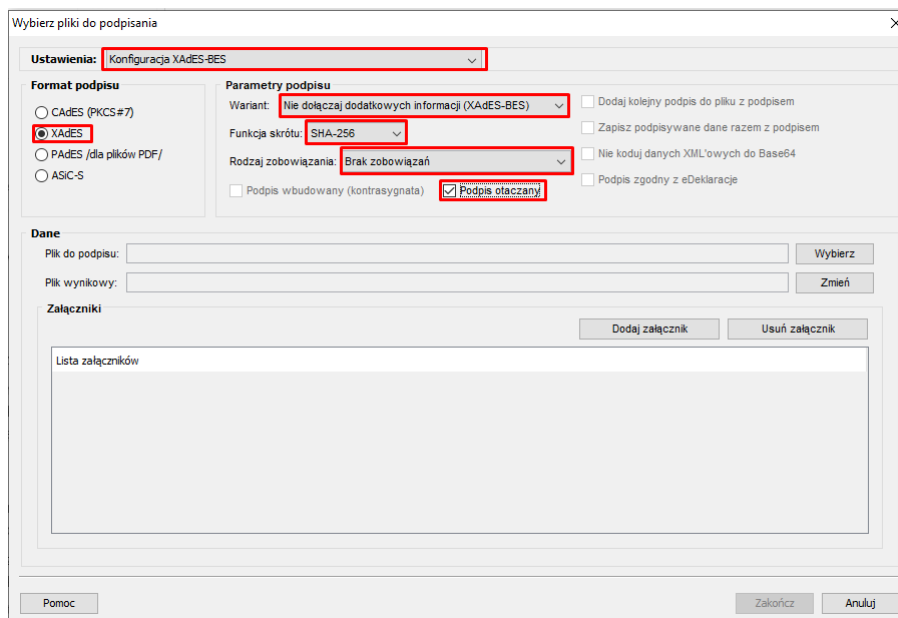 Wybierz pliki do podpisania
Ustawienia: Konfiguracja XAdES-BES
Format podpisu
CAdES (PKCS#7)
XAdES
PAdES /dla plików PDF/
ASiC-S
Parametry podpisu
Wariant: Nie dołączaj dodatkowych informacji (XAdES-BES)
Funkcja skrótu: SHA-256
Rodzaj zobowiązania: Brak zobowiązań
Podpis wbudowany (kontrasygnata) Podpis otaczany
Dodaj kolejny podpis do pliku z podpisem
Zapisz podpisywane dane razem z podpisem
Nie koduj danych XML'owych do Base64
Podpis zgodny z eDeklaracje
Dane
Plik do podpisu: Wybierz
Plik wynikowy: Zmień
Załączniki
Dodaj załącznik Usuń załącznik
Lista załączników
Pomoc Zakończ Anuluj